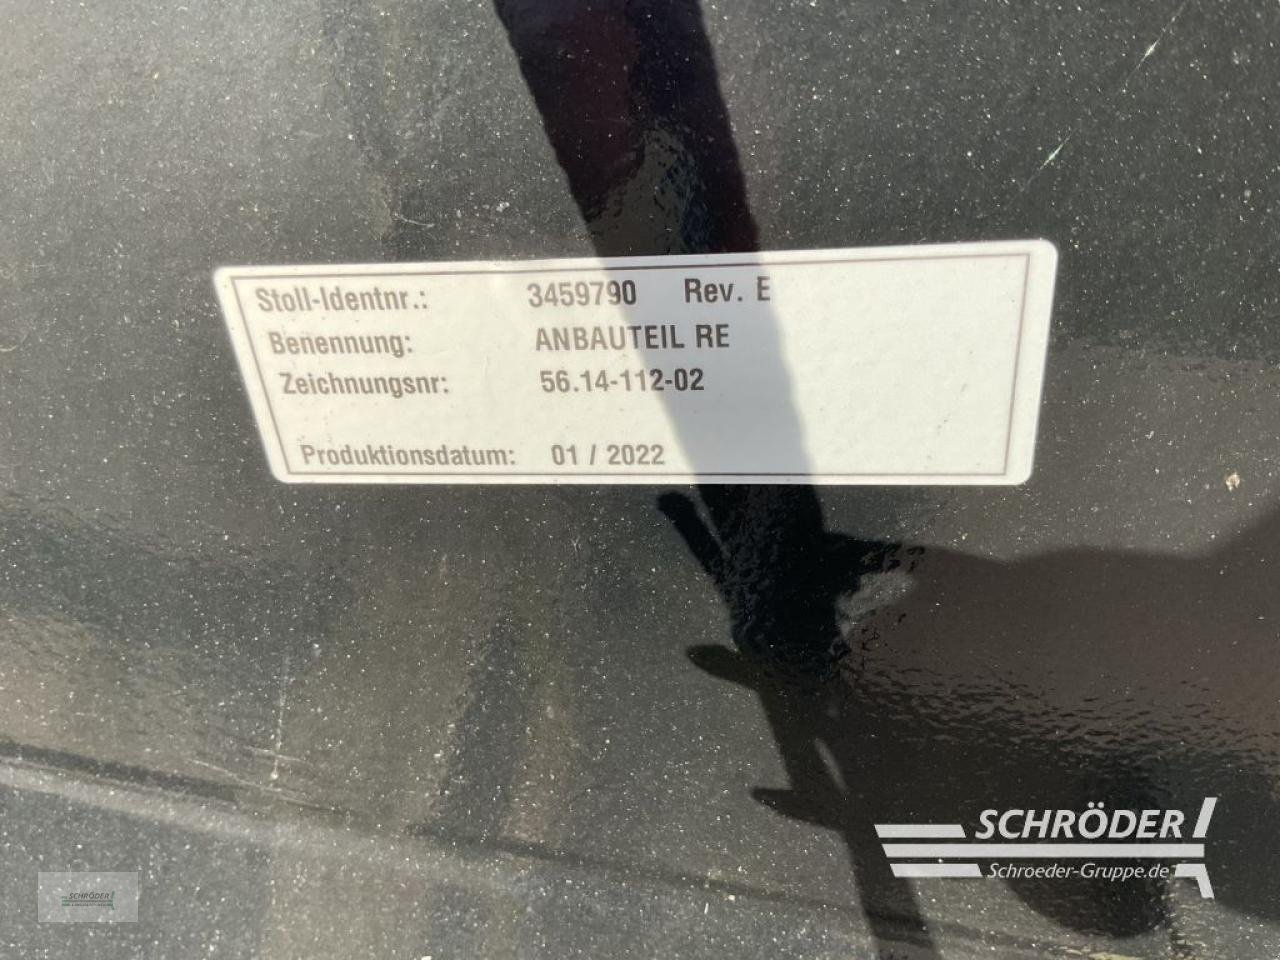 Stoll-Identnr.: 3459790 Rev. E
Benennung: ANBAUTEIL RE
Zeichnungsnr: 56.14-112-02
Produktionsdatum: 01 / 2022
SCHRÖDER
Schroeder-Gruppe.de
SCHRÖDER